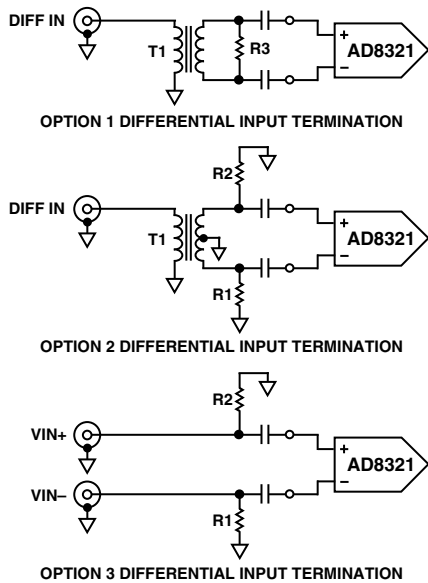 DIFF IN
T1
R3
+
–
AD8321
OPTION 1 DIFFERENTIAL INPUT TERMINATION
R2
DIFF IN
T1
+
–
AD8321
R1
OPTION 2 DIFFERENTIAL INPUT TERMINATION
R2
VIN+
+
–
AD8321
VIN–
R1
OPTION 3 DIFFERENTIAL INPUT TERMINATION